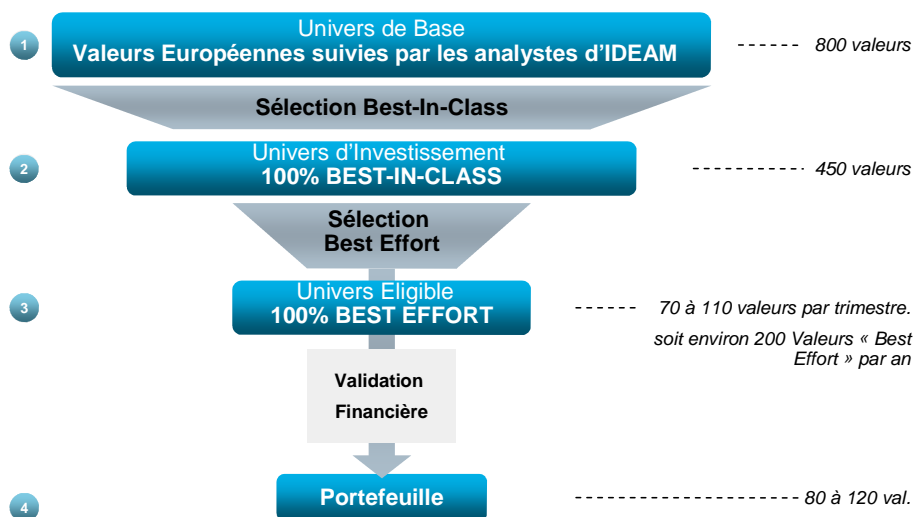 1
Univers de Base
Valeurs Européennes suivies par les analystes d'IDEAM
------ 800 valeurs
Sélection Best-In-Class
2
Univers d'Investissement
100% BEST-IN-CLASS
---------- 450 valeurs
Sélection
Best Effort
3
Univers Eligible
100% BEST EFFORT
------ 70 à 110 valeurs par trimestre.
soit environ 200 Valeurs « Best
Effort » par an
Validation
Financière
4
Portefeuille
---------------------- 80 à 120 val.